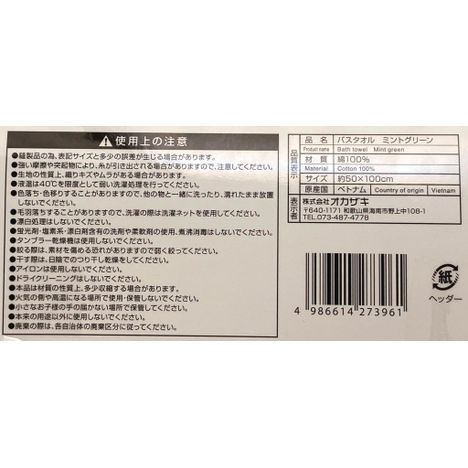 ⚠使用上の注意
●縫製品の為、表記サイズと多少の誤差が生じる場合があります。
●強い摩擦や突起物により、糸が引き出される場合がありますので、注意してください。
●生地の性質上、織りキズやムラがある場合があります。
●液温は40℃を限度として弱い洗濯処理を行ってください。
●色落ち・色移りすることがありますので、他の物と一緒に洗ったり、濡れたまま放置しないでください。
●毛羽落ちすることがありますので、洗濯の際は洗濯ネットを使用してください。
●漂白処理はしないでください。
●蛍光剤・塩素系・漂白剤含有の洗剤や柔軟剤の使用、煮沸消毒はしないでください。
●タンブラー乾燥機は使用しないでください。
●絞る際は、素材を傷める恐れがありますので弱く絞ってください。
●干す際は、日陰でのつり干し乾燥をしてください。
●アイロンは使用しないでください。
●ドライクリーニングはしないでください。
●本品は材質の性質上、多少収縮する場合があります。
●火気の側や高温になる場所で使用・保管しないでください。
●小さなお子様の手の届かない場所で保管してください。
●本来の用途以外に使用しないでください。
●廃棄の際は、各自治体の廃棄区分に従ってください。
品質表示
品名 バスタオル ミントグリーン
Product name Bath towel Mint green
材質 綿100%
Material Cotton 100%
サイズ 約50×100cm
原産国 ベトナム Country of origin Vietnam
表示者
株式会社オカザキ
〒640-1171 和歌山県海南市野上中108-1
TEL.073-487-4778
4 986614 273961
紙
ヘッダー